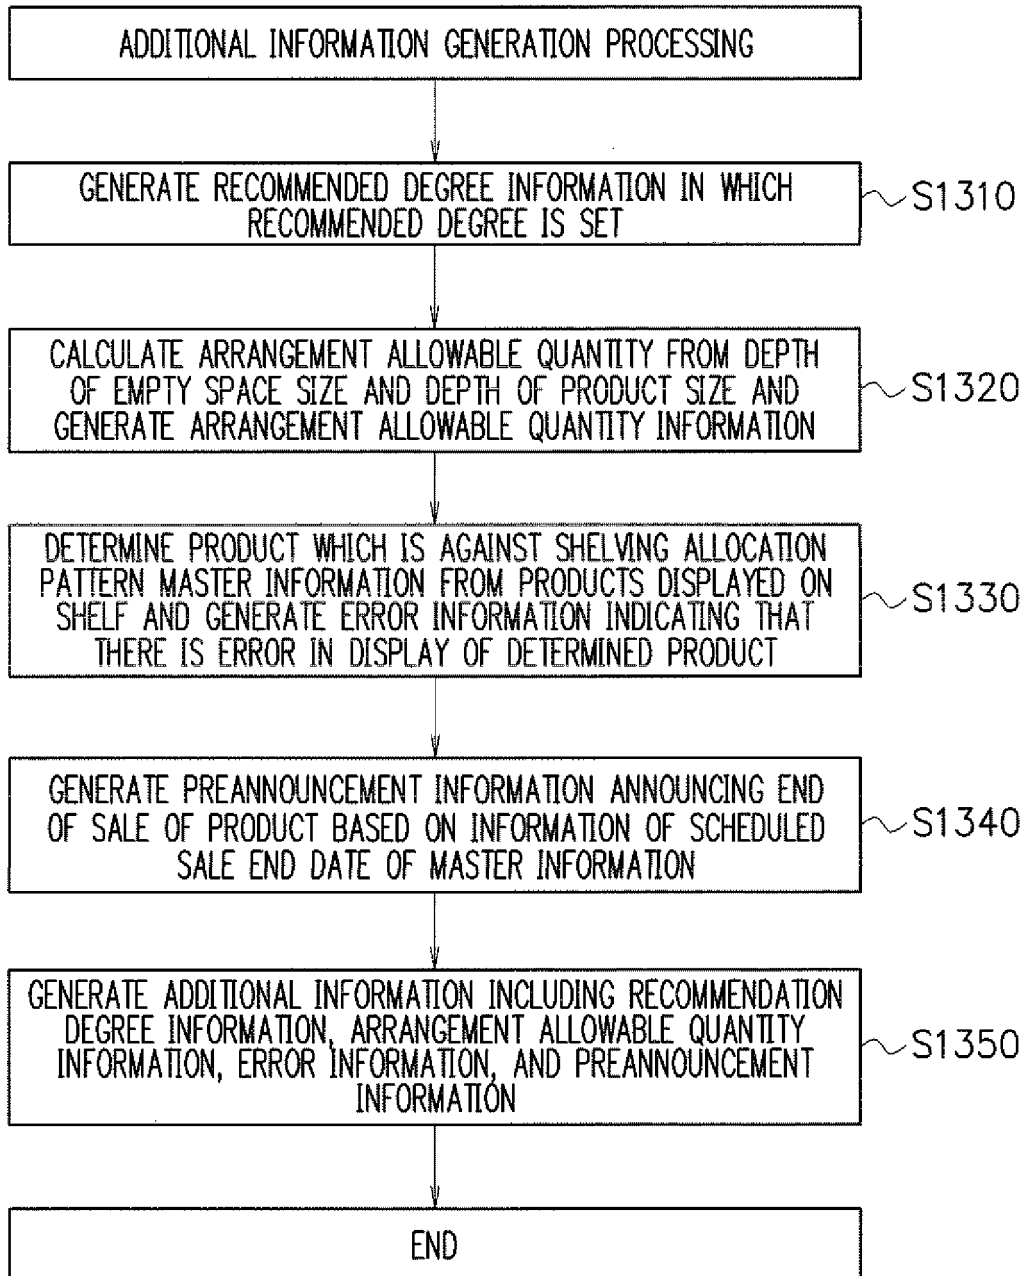 ADDITIONAL INFORMATION GENERATION PROCESSING
GENERATE RECOMMENDED DEGREE INFORMATION IN WHICH
RECOMMENDED DEGREE IS SET
S1310
CALCULATE ARRANGEMENT ALLOWABLE QUANTITY FROM DEPTH
OF EMPTY SPACE SIZE AND DEPTH OF PRODUCT SIZE AND
GENERATE ARRANGEMENT ALLOWABLE QUANTITY INFORMATION
S1320
DETERMINE PRODUCT WHICH IS AGAINST SHELVING ALLOCATION
PATTERN MASTER INFORMATION FROM PRODUCTS DISPLAYED ON
SHELF AND GENERATE ERROR INFORMATION INDICATING THAT
THERE IS ERROR IN DISPLAY OF DETERMINED PRODUCT
S1330
GENERATE PREANNOUNCEMENT INFORMATION ANNOUNCING END
OF SALE OF PRODUCT BASED ON INFORMATION OF SCHEDULED
SALE END DATE OF MASTER INFORMATION
S1340
GENERATE ADDITIONAL INFORMATION INCLUDING RECOMMENDATION
DEGREE INFORMATION, ARRANGEMENT ALLOWABLE QUANTITY
INFORMATION, ERROR INFORMATION, AND PREANNOUNCEMENT
INFORMATION
S1350
END